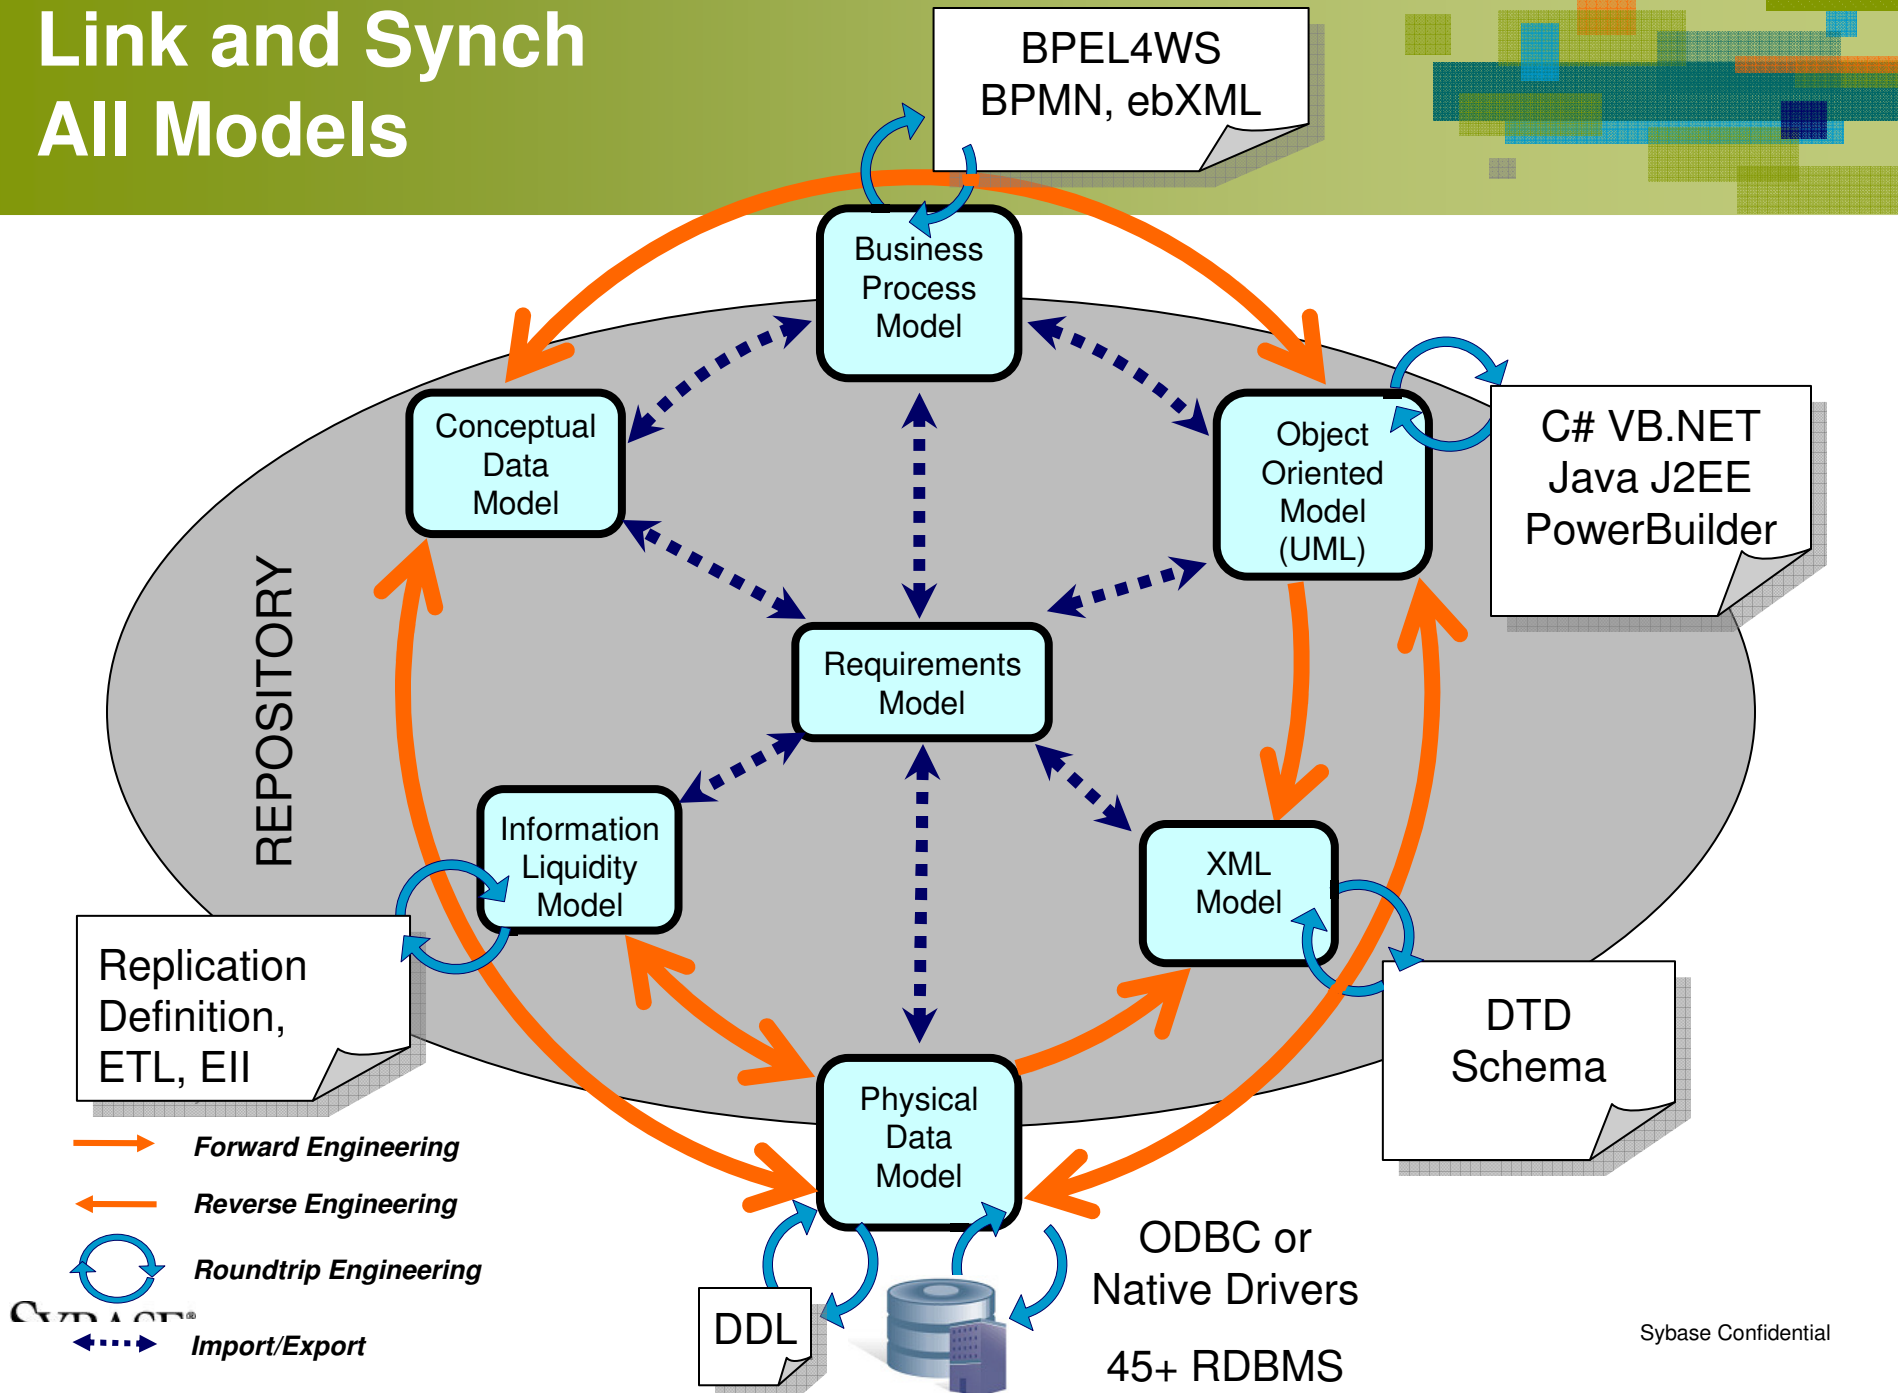 Link and Synch
All Models
BPEL4WS
BPMN, ebXML
Business
Process
Model
Conceptual
Data
Model
Object
Oriented
Model
(UML)
C# VB.NET
Java J2EE
PowerBuilder
REPOSITORY
Requirements
Model
Information
Liquidity
Model
XML
Model
Replication
Definition,
ETL, EII
DTD
Schema
Physical
Data
Model
Forward Engineering
Reverse Engineering
Roundtrip Engineering
Import/Export
SYBASE®
DDL
ODBC or
Native Drivers
45+ RDBMS
Sybase Confidential